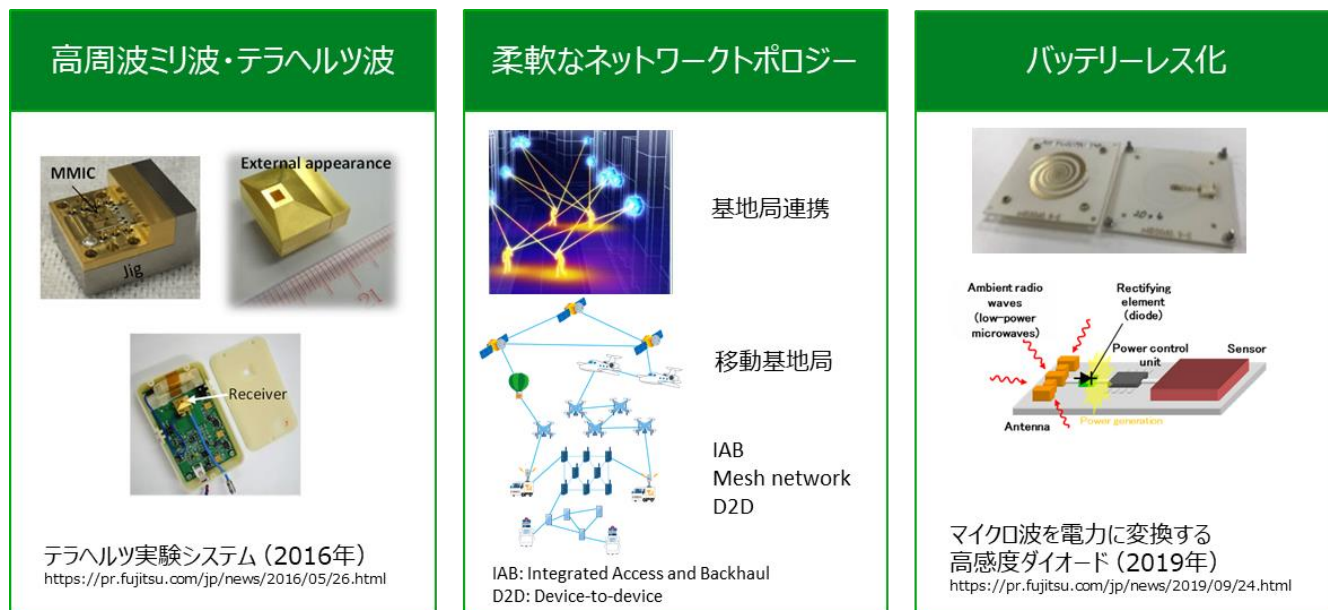 高周波ミリ波・テラヘルツ波
MMIC
Jig
External appearance
Receiver
テラヘルツ実験システム（2016年）
https://pr.fujitsu.com/jp/news/2016/05/26.html
柔軟なネットワークトポロジー
基地局連携
移動基地局
IAB
Mesh network
D2D
IAB: Integrated Access and Backhaul
D2D: Device-to-device
バッテリーレス化
Ambient radio
waves
(low-power
microwaves)
Rectifying
element
(diode)
Power control
unit
Sensor
Antenna
Power generation
マイクロ波を電力に変換する
高感度ダイオード（2019年）
https://pr.fujitsu.com/jp/news/2019/09/24.html